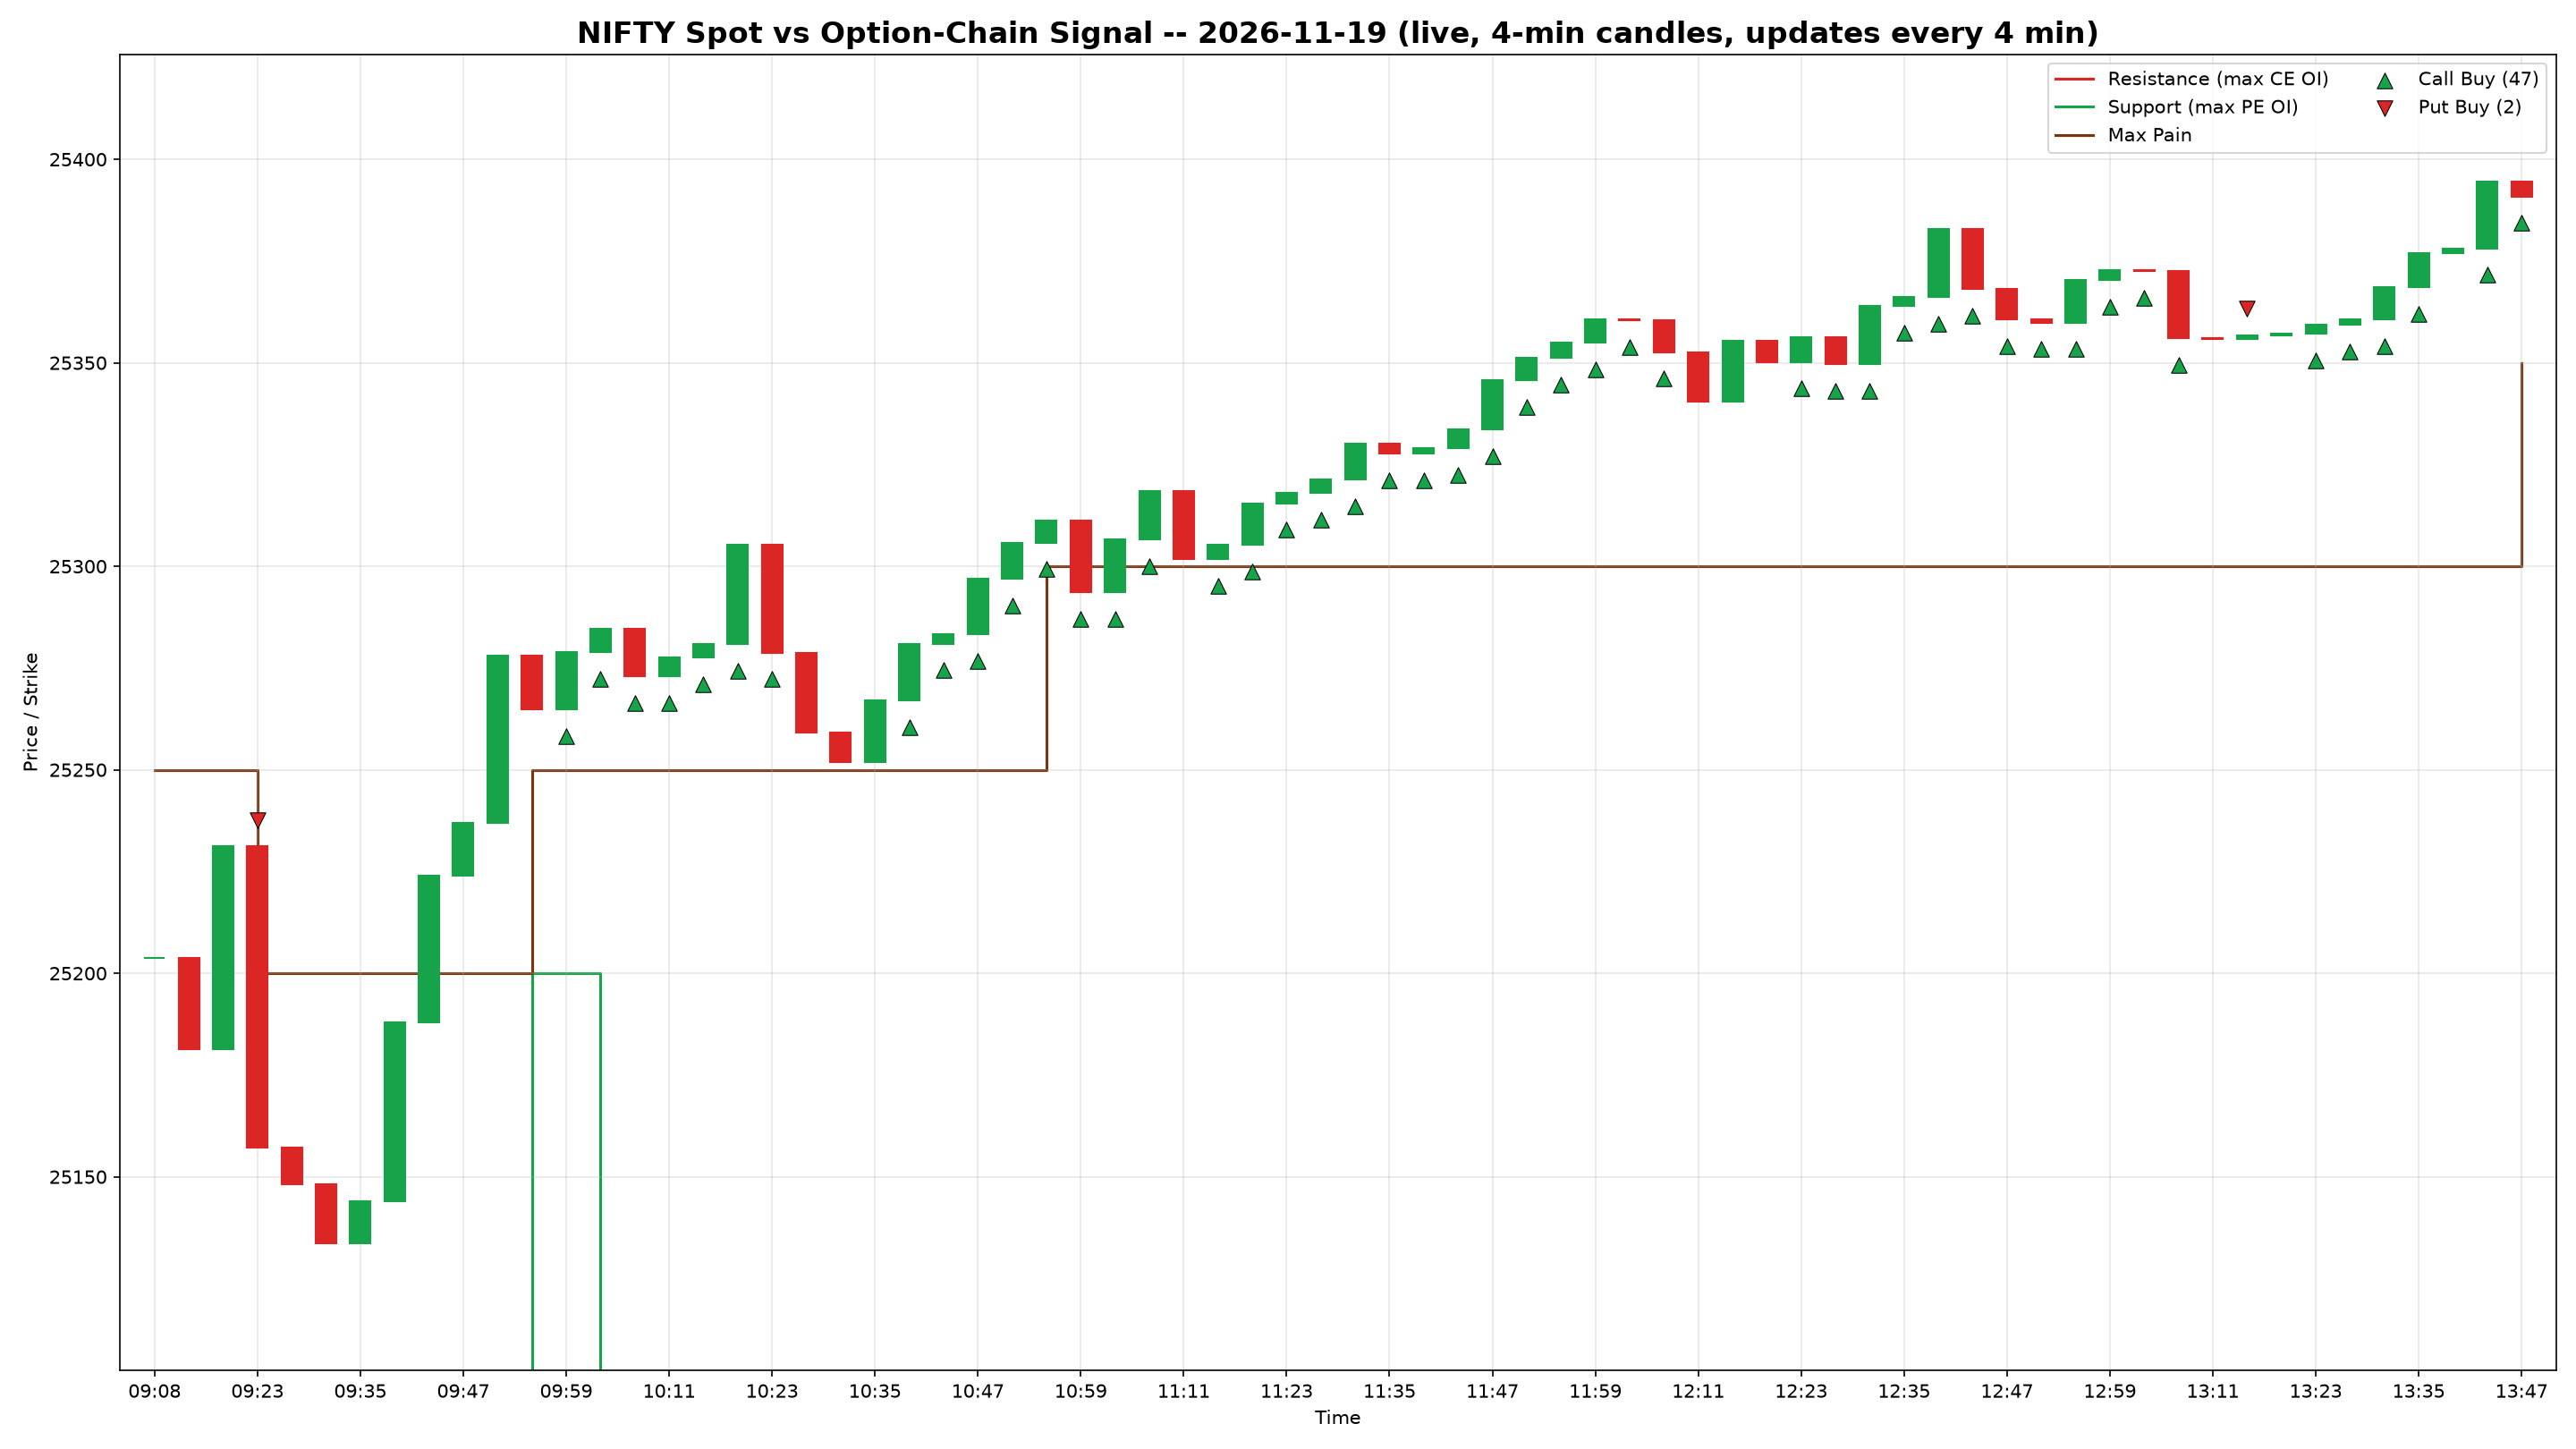 NIFTY Spot vs Option-Chain Signal -- 2026-11-19 (live, 4-min candles, updates every 4 min)
Resistance (max CE OI)
Support (max PE OI)
Max Pain
Call Buy (47)
Put Buy (2)
Price / Strike
25400
25350
25300
25250
25200
25150
09:08 09:23 09:35 09:47 09:59 10:11 10:23 10:35 10:47 10:59 11:11 11:23 11:35 11:47 11:59 12:11 12:23 12:35 12:47 12:59 13:11 13:23 13:35 13:47
Time